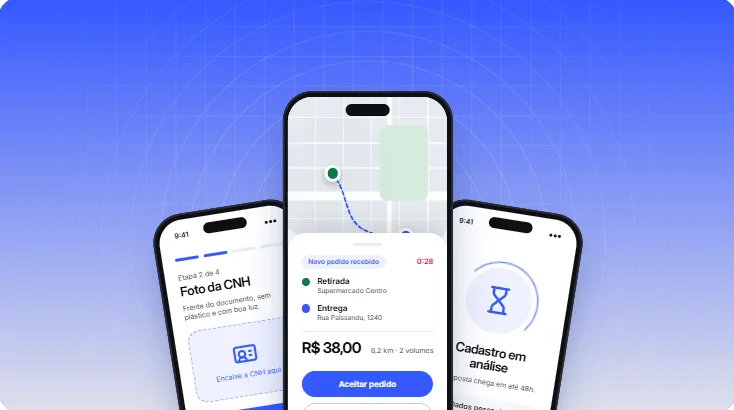 9:41
Etapa 2 de 4
Foto da CNH
Frente do documento, sem
plástico e com boa luz.
Encaixe a CNH aqui
Novo pedido recebido
0:28
Retirada
Supermercado Centro
Entrega
Rua Paissandu, 1240
R$ 38,00
6,2 km · 2 volumes
Aceitar pedido
9:41
Cadastro em
análise
posta chega em até 48h.